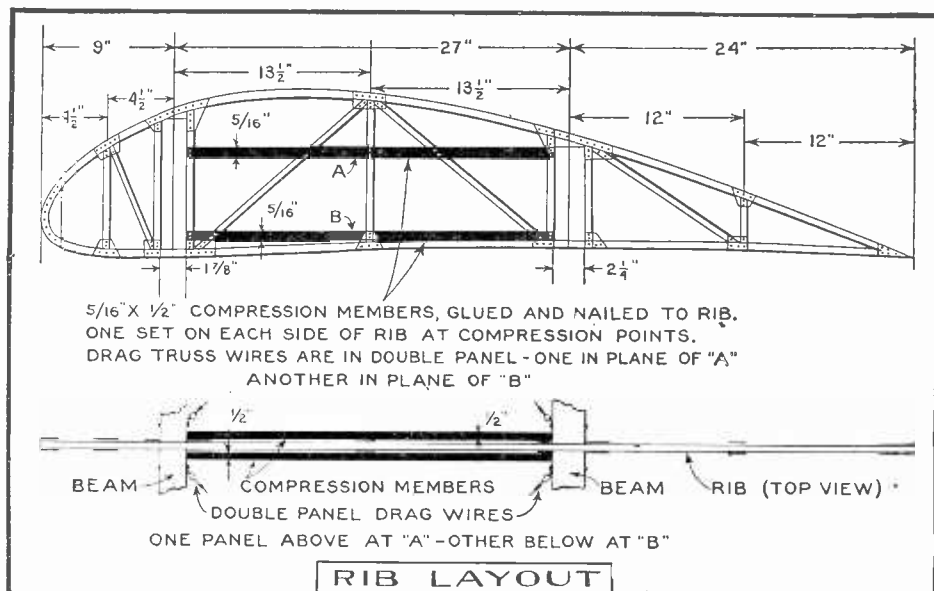 9" 27" 24"
13½" 13½"
4½" 4½" 12" 12"
5/16"
A
5/16" B
1⅞" 2¼"
5/16" X ½" COMPRESSION MEMBERS, GLUED AND NAILED TO RIB.
ONE SET ON EACH SIDE OF RIB AT COMPRESSION POINTS.
DRAG TRUSS WIRES ARE IN DOUBLE PANEL - ONE IN PLANE OF "A"
ANOTHER IN PLANE OF "B"
½" ½"
BEAM COMPRESSION MEMBERS BEAM RIB (TOP VIEW)
DOUBLE PANEL DRAG WIRES
ONE PANEL ABOVE AT "A" - OTHER BELOW AT "B"
RIB LAYOUT